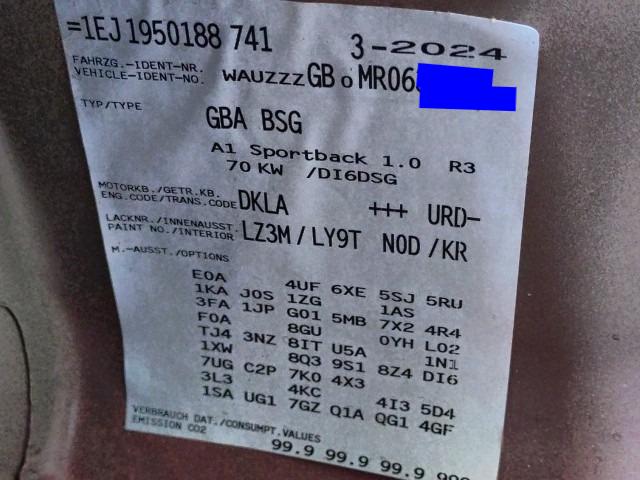 =1EJ1950188 741 3-2024
FAHRZG.-IDENT-NR.
VEHICLE-IDENT-NO. WAUZZZGB0MR06
TYP/TYPE GBA BSG
A1 Sportback 1.0 R3
70 KW /DI6DSG
MOTORKB./GETR.KB.
ENG.CODE/TRANS.CODE DKLA +++ URD-
LACKNR./INNENAUSST.
PAINT NO./INTERIOR LZ3M/LY9T N0D/KR
M.-AUSST./OPTIONS
E0A 4UF 6XE 5SJ 5RU
1KA J0S 1ZG 1AS
3FA 1JP G01 5MB 7X2 4R4
F0A 8GU 0YH L02
TJ4 3NZ 8IT U5A 1N1
1XW 8Q3 9S1 8Z4 DI6
7UG C2P 7K0 4X3
3L3 4KC 4I3 5D4
1SA UG1 7GZ Q1A QG1 4GF
VERBRAUCH DAT./CONSUMPT.VALUES
EMISSION CO2 99.9 99.9 99.9